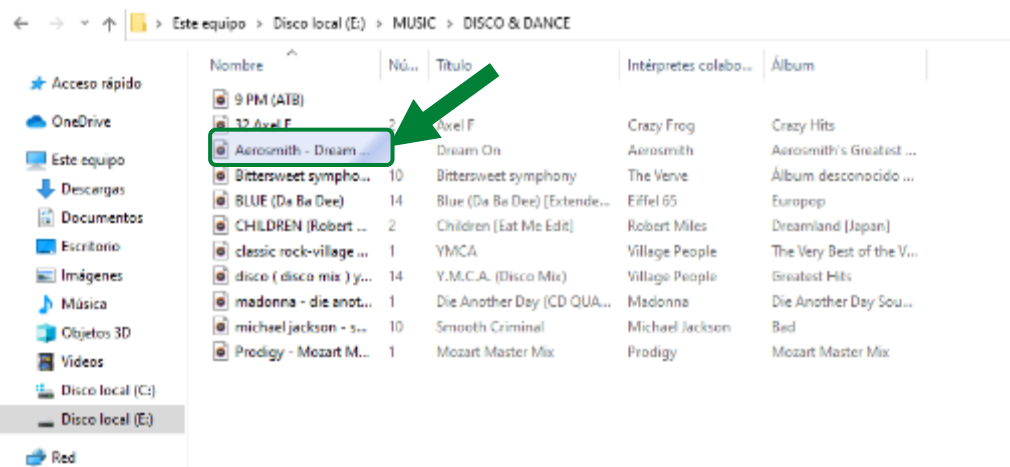 Este equipo > Disco local (E:) > MUSIC > DISCO & DANCE
Nombre Nú... Título Intérpretes colabo... Álbum
Acceso rápido
OneDrive
Este equipo
Descargas
Documentos
Escritorio
Imágenes
Música
Objetos 3D
Videos
Disco local (C:)
Disco local (E:)
Red
9 PM (ATB)
32 Axel F 2 Axel F Crazy Frog Crazy Hits
Aerosmith - Dream ... Dream On Aerosmith Aerosmith's Greatest ...
Bittersweet sympho... 10 Bittersweet symphony The Verve Álbum desconocido ...
BLUE (Da Ba Dee) 14 Blue (Da Ba Dee) [Extende... Eiffel 65 Europop
CHILDREN [Robert ... 2 Children [Eat Me Edit] Robert Miles Dreamland [Japan]
classic rock-village ... 1 YMCA Village People The Very Best of the V...
disco ( disco mix ) y... 14 Y.M.C.A. (Disco Mix) Village People Greatest Hits
madonna - die anot... 1 Die Another Day (CD QUA... Madonna Die Another Day Sou...
michael jackson - s... 10 Smooth Criminal Michael Jackson Bad
Prodigy - Mozart M... 1 Mozart Master Mix Prodigy Mozart Master Mix